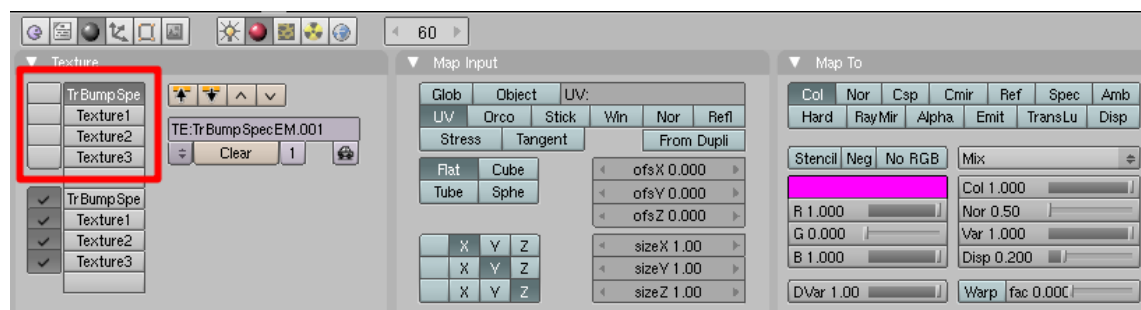 60
Texture
TrBumpSpe
Texture1
Texture2
Texture3
TrBumpSpe
Texture1
Texture2
Texture3
TE:TrBumpSpecEM.001
Clear 1
Map Input
Glob Object UV:
UV Orco Stick Win Nor Refl
Stress Tangent From Dupli
Flat Cube
Tube Sphe
ofsX 0.000
ofsY 0.000
ofsZ 0.000
X Y Z
X Y Z
X Y Z
sizeX 1.00
sizeY 1.00
sizeZ 1.00
Map To
Col Nor Csp Cmir Ref Spec Amb
Hard RayMir Alpha Emit TransLu Disp
Stencil Neg No RGB
Mix
R 1.000
G 0.000
B 1.000
DVar 1.00
Col 1.000
Nor 0.50
Var 1.000
Disp 0.200
Warp fac 0.000